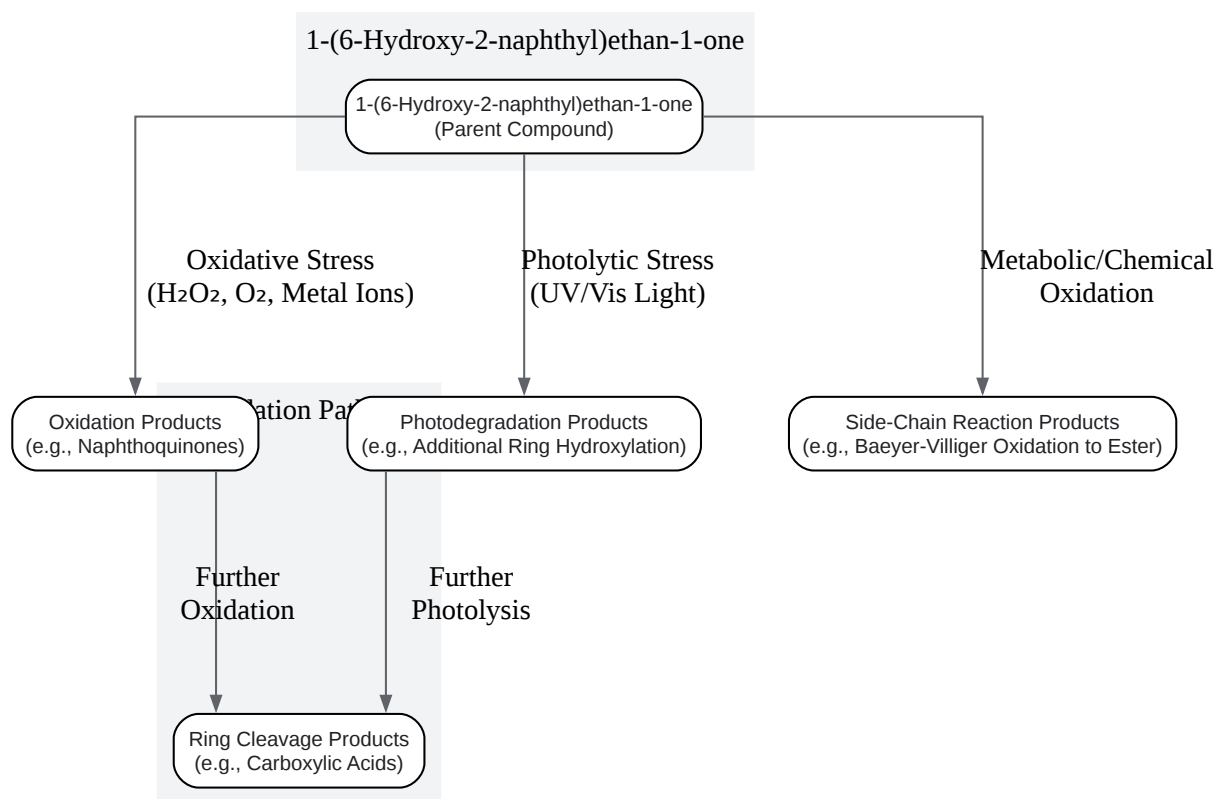 1-(6-Hydroxy-2-naphthyl)ethan-1-one
1-(6-Hydroxy-2-naphthyl)ethan-1-one
(Parent Compound)
Oxidative Stress
(H₂O₂, O₂, Metal Ions)
Photolytic Stress
(UV/Vis Light)
Metabolic/Chemical
Oxidation
Oxidation Products
(e.g., Naphthoquinones)
Photodegradation Products
(e.g., Additional Ring Hydroxylation)
Side-Chain Reaction Products
(e.g., Baeyer-Villiger Oxidation to Ester)
Further
Oxidation
Further
Photolysis
Ring Cleavage Products
(e.g., Carboxylic Acids)